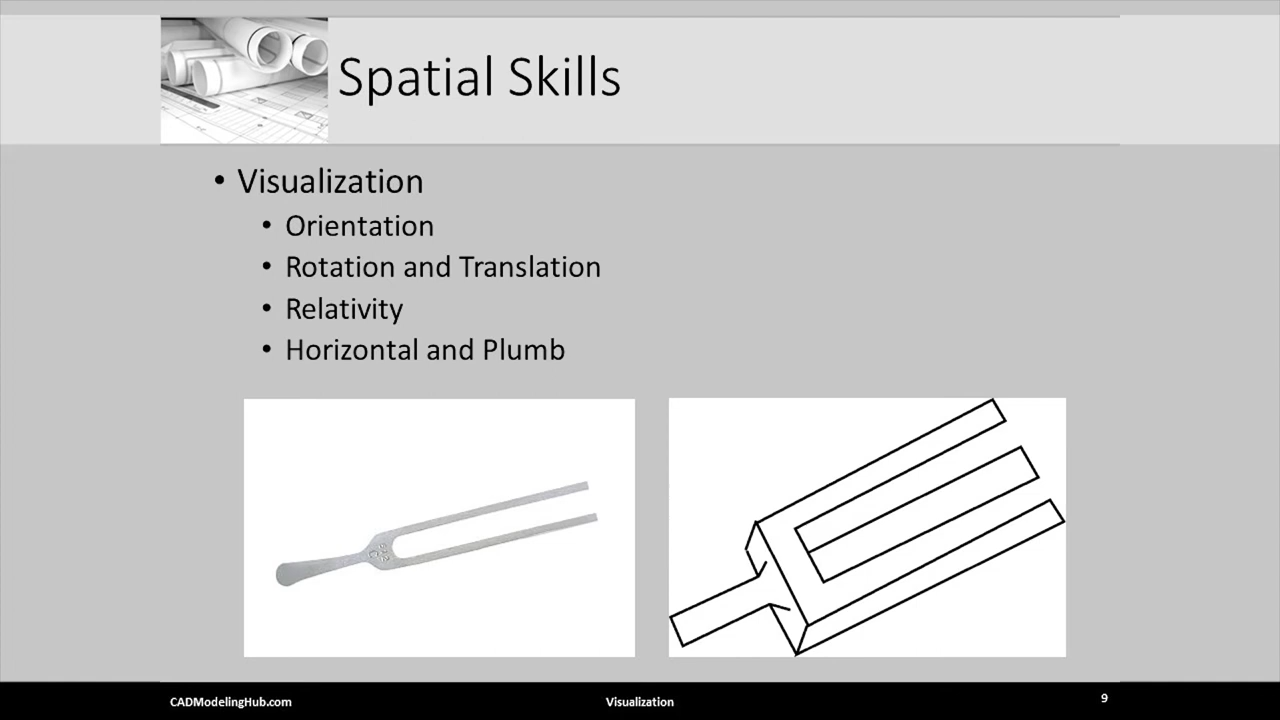 Spatial Skills
• Visualization
• Orientation
• Rotation and Translation
• Relativity
• Horizontal and Plumb
CADModelingHub.com
Visualization
9